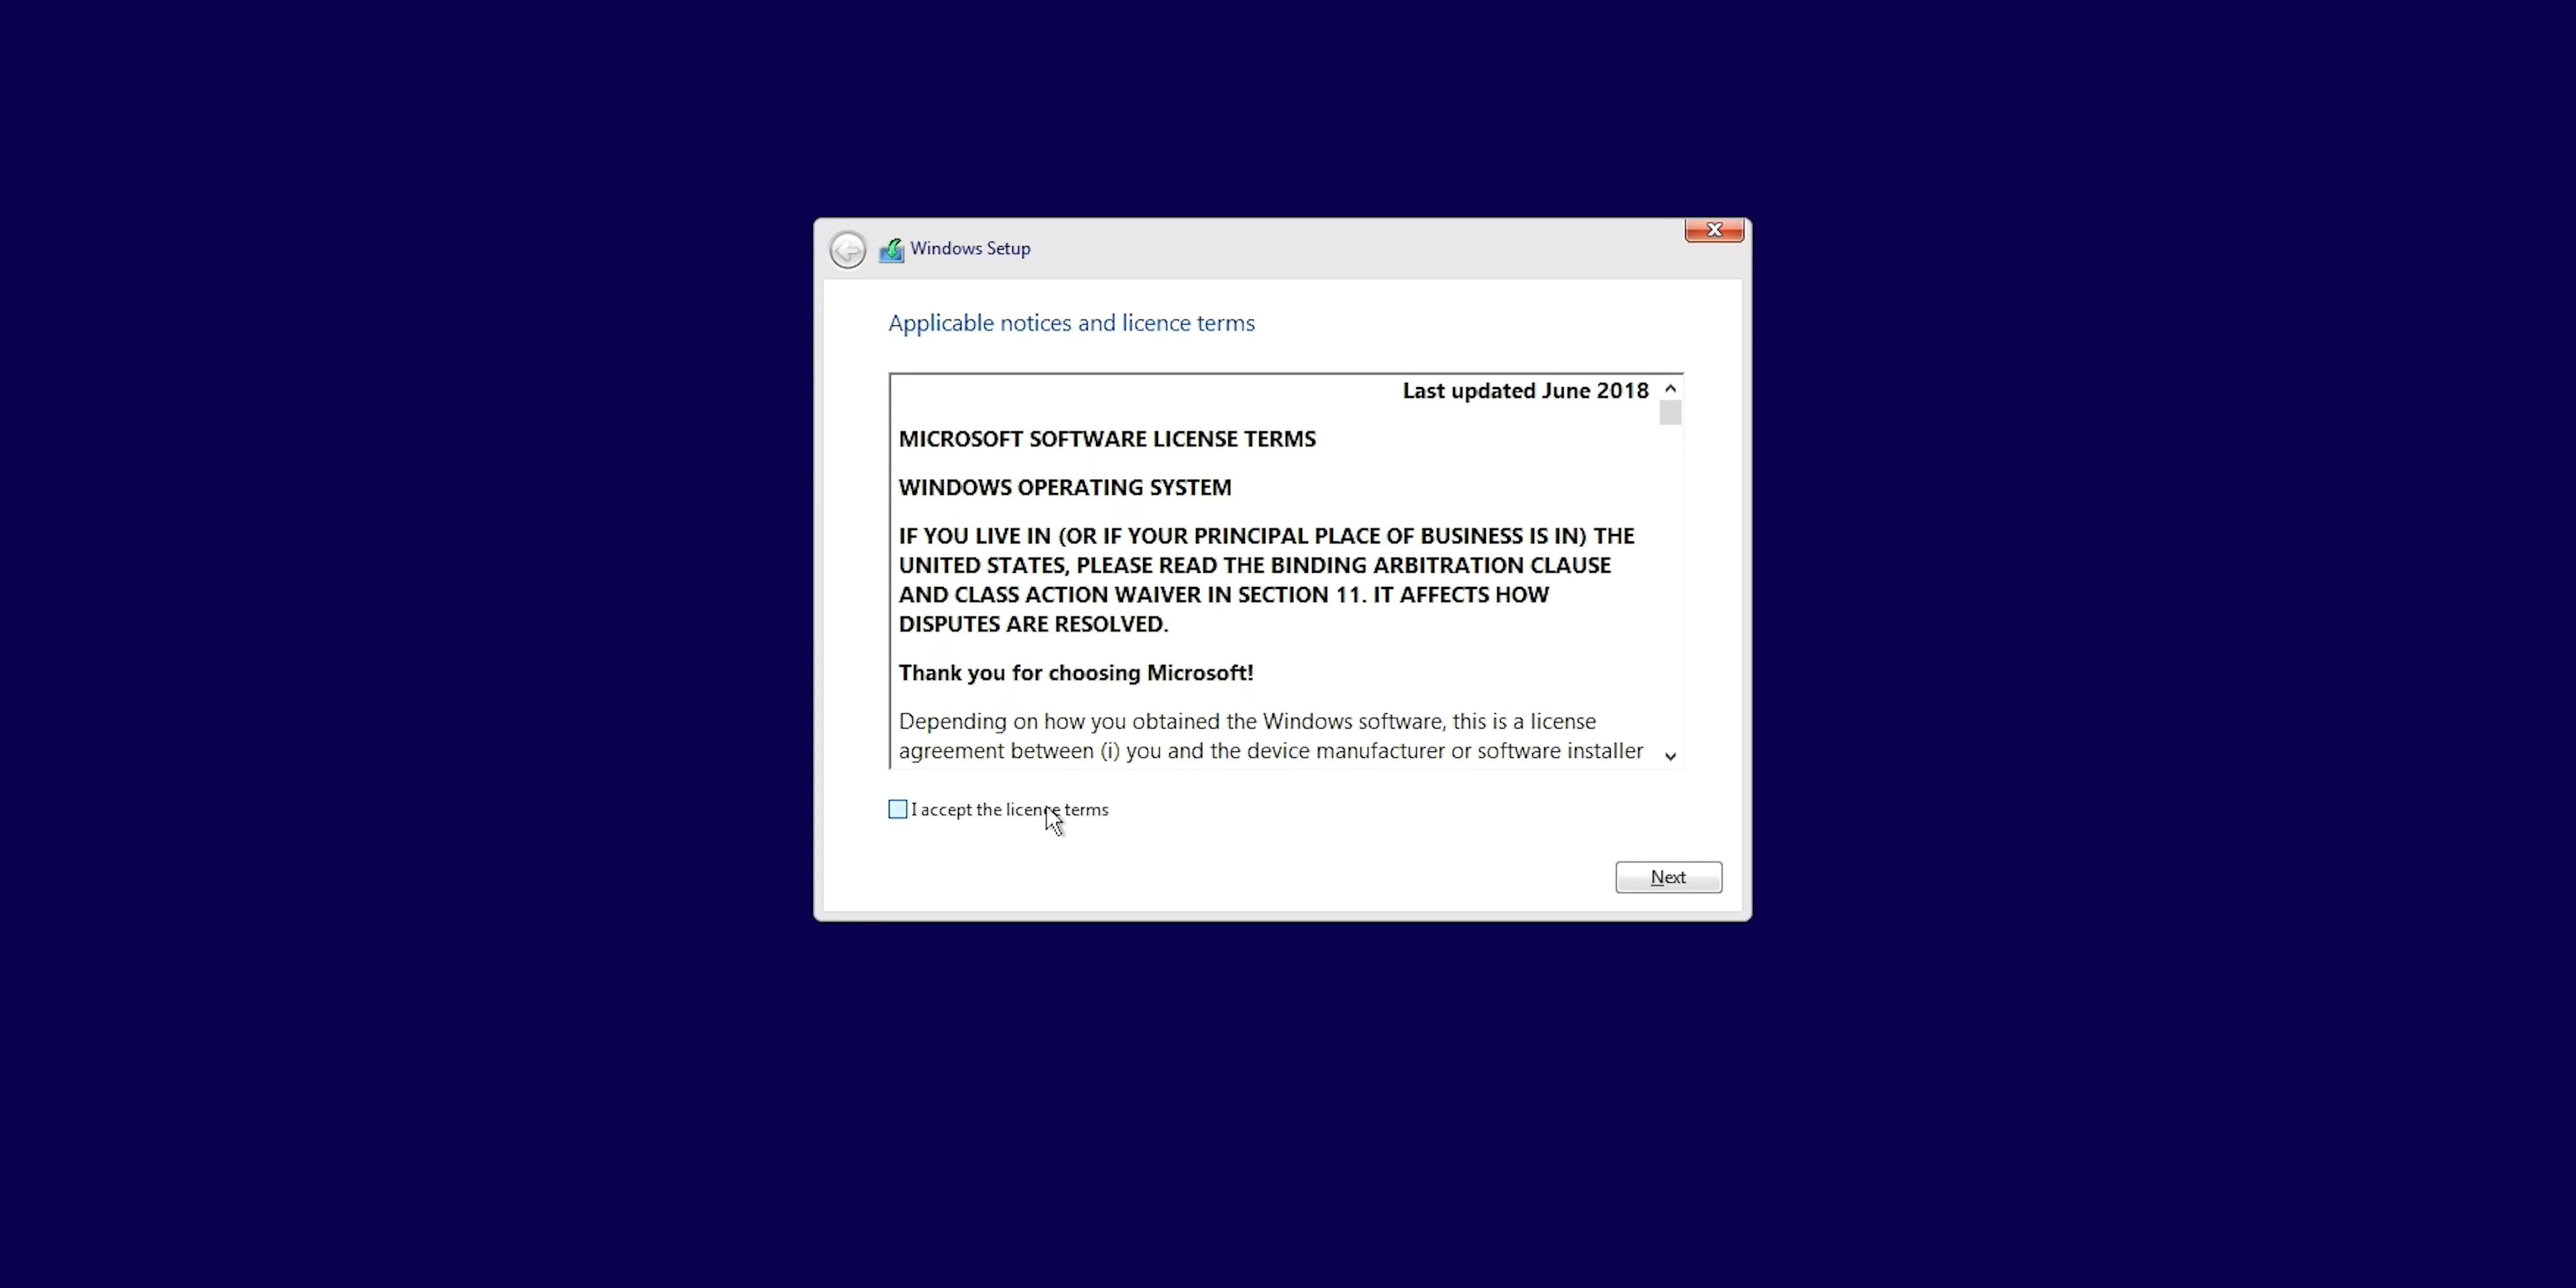 Windows Setup
Applicable notices and licence terms
Last updated June 2018
MICROSOFT SOFTWARE LICENSE TERMS
WINDOWS OPERATING SYSTEM
IF YOU LIVE IN (OR IF YOUR PRINCIPAL PLACE OF BUSINESS IS IN) THE
UNITED STATES, PLEASE READ THE BINDING ARBITRATION CLAUSE
AND CLASS ACTION WAIVER IN SECTION 11. IT AFFECTS HOW
DISPUTES ARE RESOLVED.
Thank you for choosing Microsoft!
Depending on how you obtained the Windows software, this is a license
agreement between (i) you and the device manufacturer or software installer
I accept the licence terms
Next